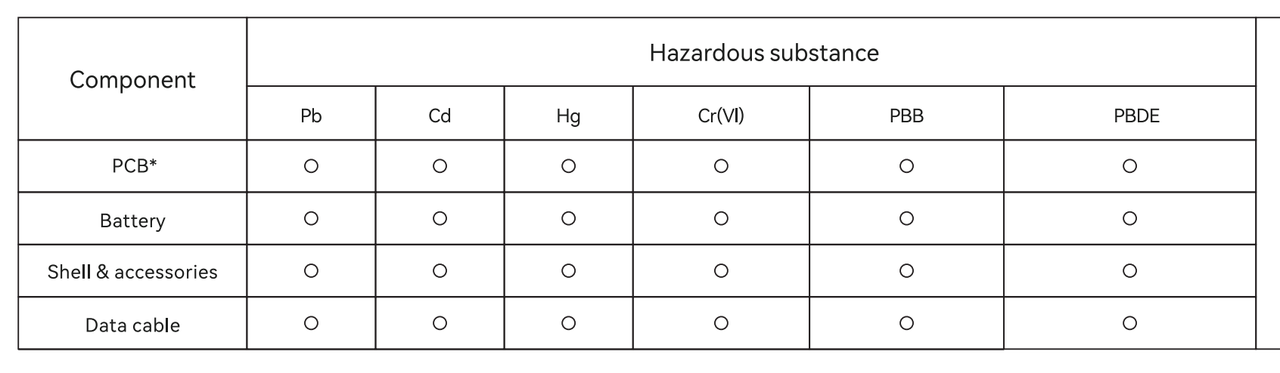 Component
Hazardous substance
Pb Cd Hg Cr(VI) PBB PBDE
PCB* ○ ○ ○ ○ ○ ○
Battery ○ ○ ○ ○ ○ ○
Shell & accessories ○ ○ ○ ○ ○ ○
Data cable ○ ○ ○ ○ ○ ○